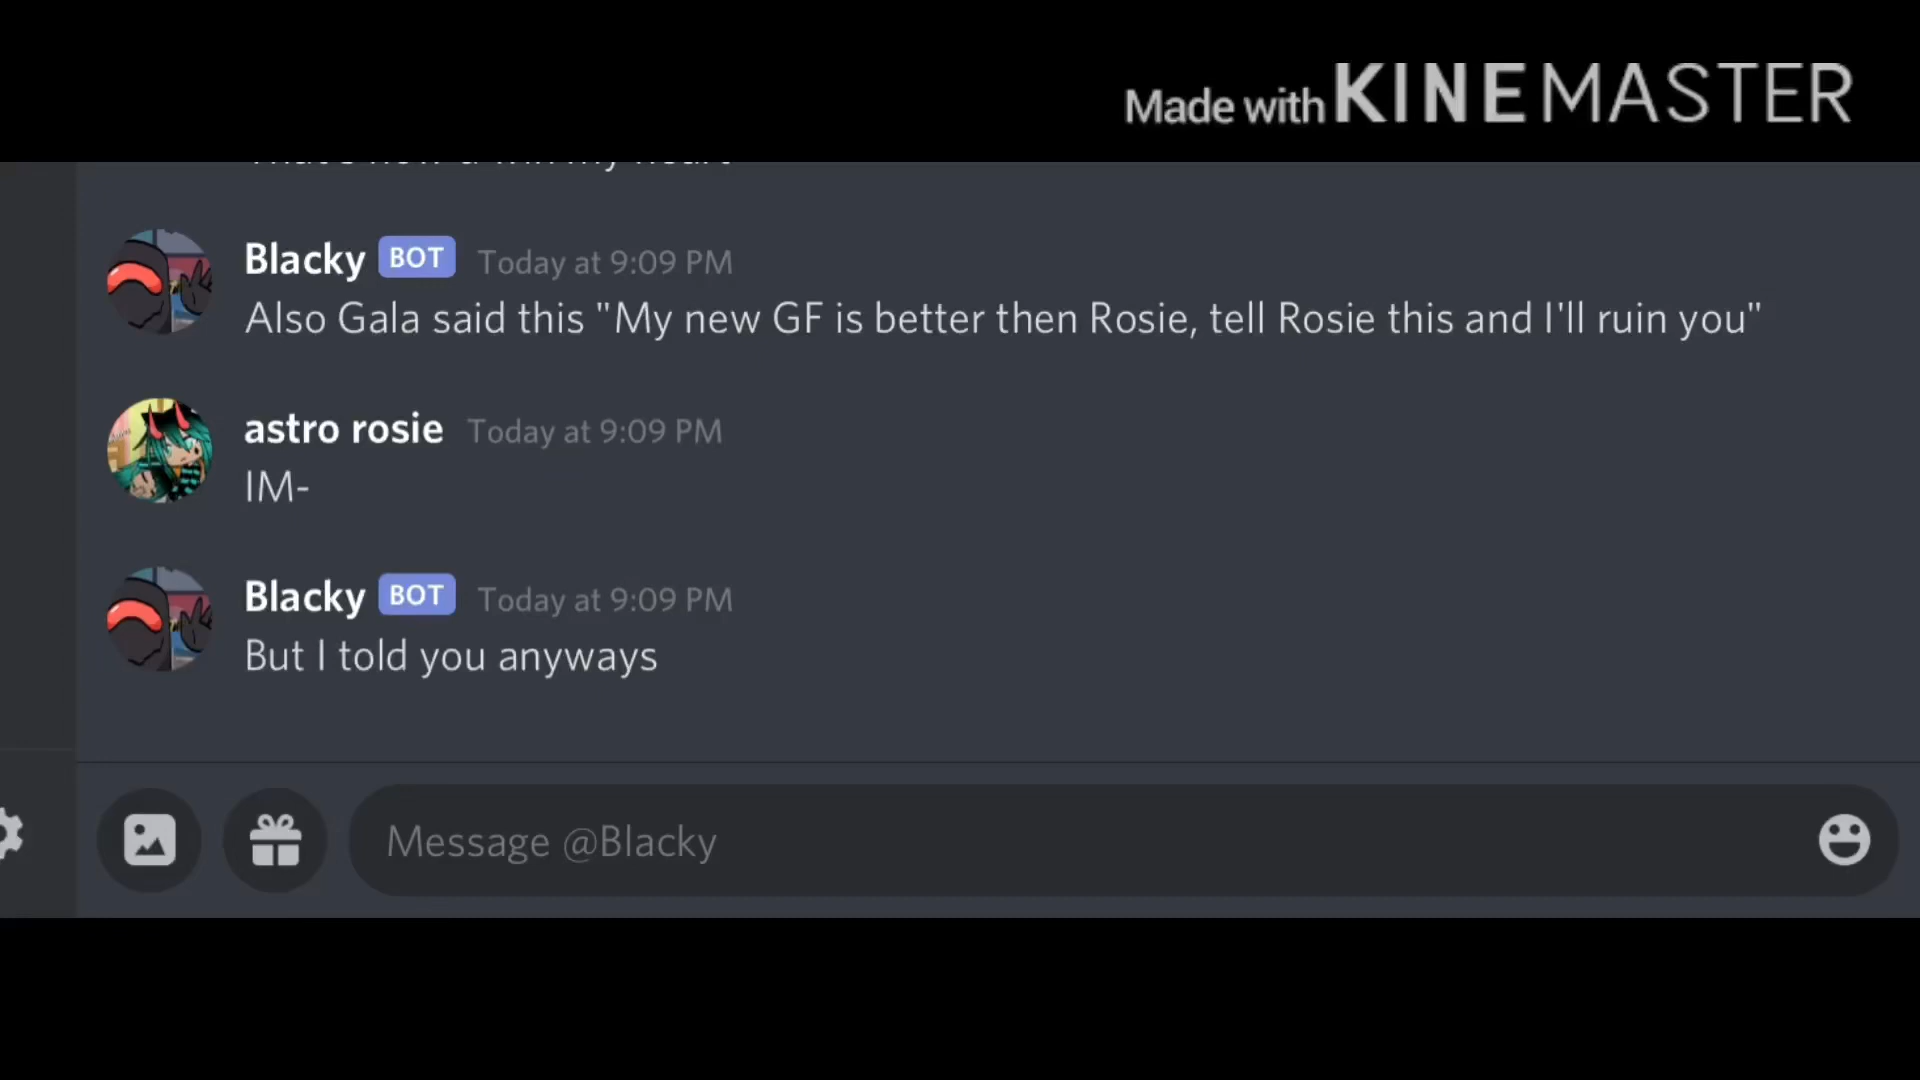 Made with KINEMASTER
Blacky BOT Today at 9:09 PM
Also Gala said this "My new GF is better then Rosie, tell Rosie this and I'll ruin you"
astro rosie Today at 9:09 PM
IM-
Blacky BOT Today at 9:09 PM
But I told you anyways
Message @Blacky